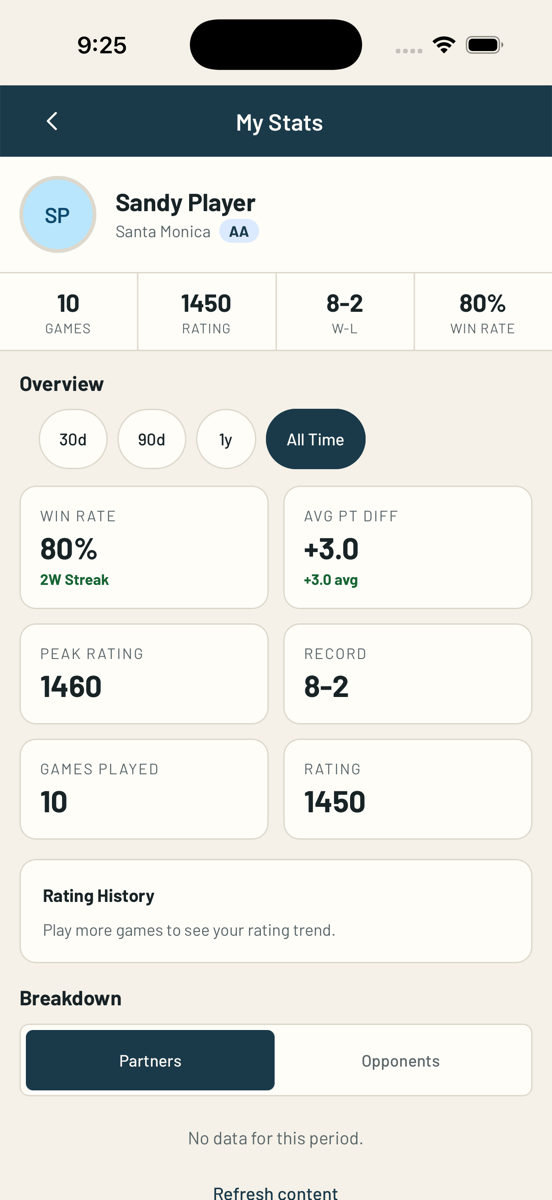 9:25
My Stats
SP
Sandy Player
Santa Monica AA
10 1450 8-2 80%
GAMES RATING W-L WIN RATE
Overview
30d 90d 1y All Time
WIN RATE
80%
2W Streak
AVG PT DIFF
+3.0
+3.0 avg
PEAK RATING
1460
RECORD
8-2
GAMES PLAYED
10
RATING
1450
Rating History
Play more games to see your rating trend.
Breakdown
Partners Opponents
No data for this period.
Refresh content